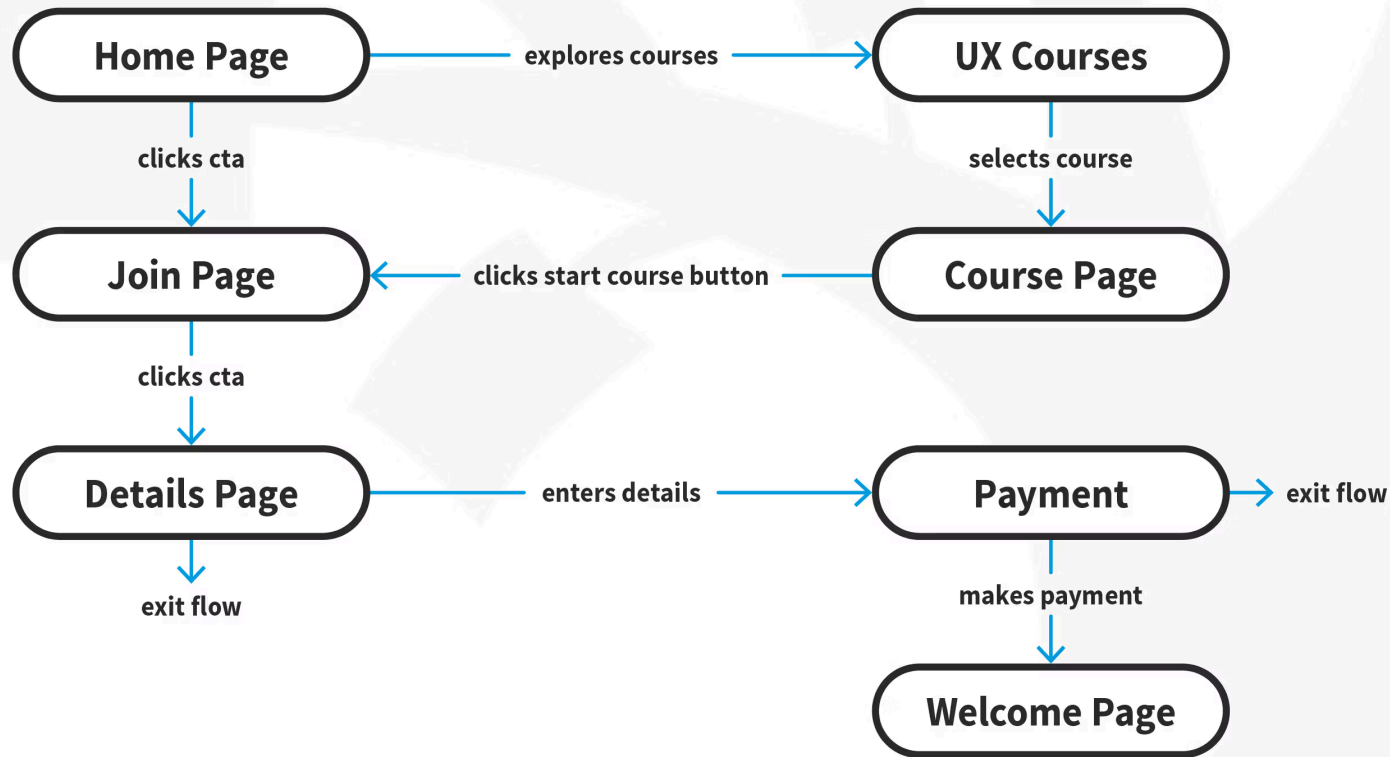 Home Page
explores courses
UX Courses
clicks cta
selects course
Join Page
clicks start course button
Course Page
clicks cta
Details Page
enters details
Payment
exit flow
exit flow
makes payment
Welcome Page